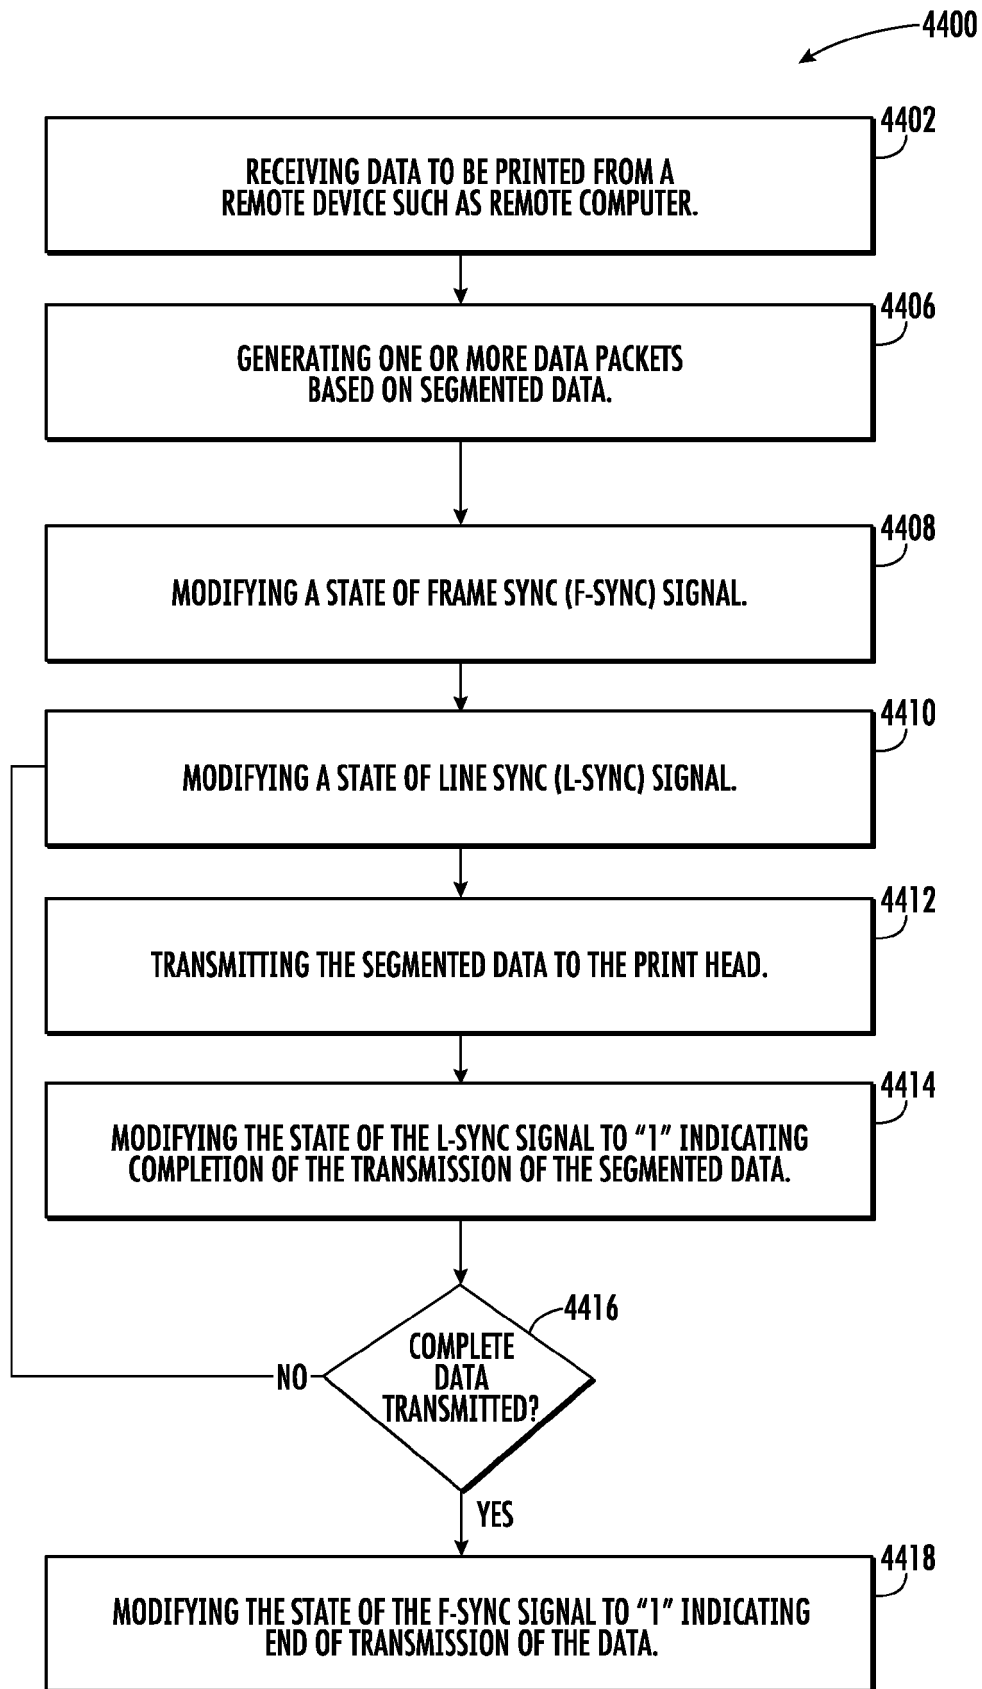 4400
4402
RECEIVING DATA TO BE PRINTED FROM A
REMOTE DEVICE SUCH AS REMOTE COMPUTER.
4406
GENERATING ONE OR MORE DATA PACKETS
BASED ON SEGMENTED DATA.
4408
MODIFYING A STATE OF FRAME SYNC (F-SYNC) SIGNAL.
4410
MODIFYING A STATE OF LINE SYNC (L-SYNC) SIGNAL.
4412
TRANSMITTING THE SEGMENTED DATA TO THE PRINT HEAD.
4414
MODIFYING THE STATE OF THE L-SYNC SIGNAL TO “1” INDICATING
COMPLETION OF THE TRANSMISSION OF THE SEGMENTED DATA.
4416
COMPLETE
DATA
TRANSMITTED?
NO
YES
4418
MODIFYING THE STATE OF THE F-SYNC SIGNAL TO “1” INDICATING
END OF TRANSMISSION OF THE DATA.